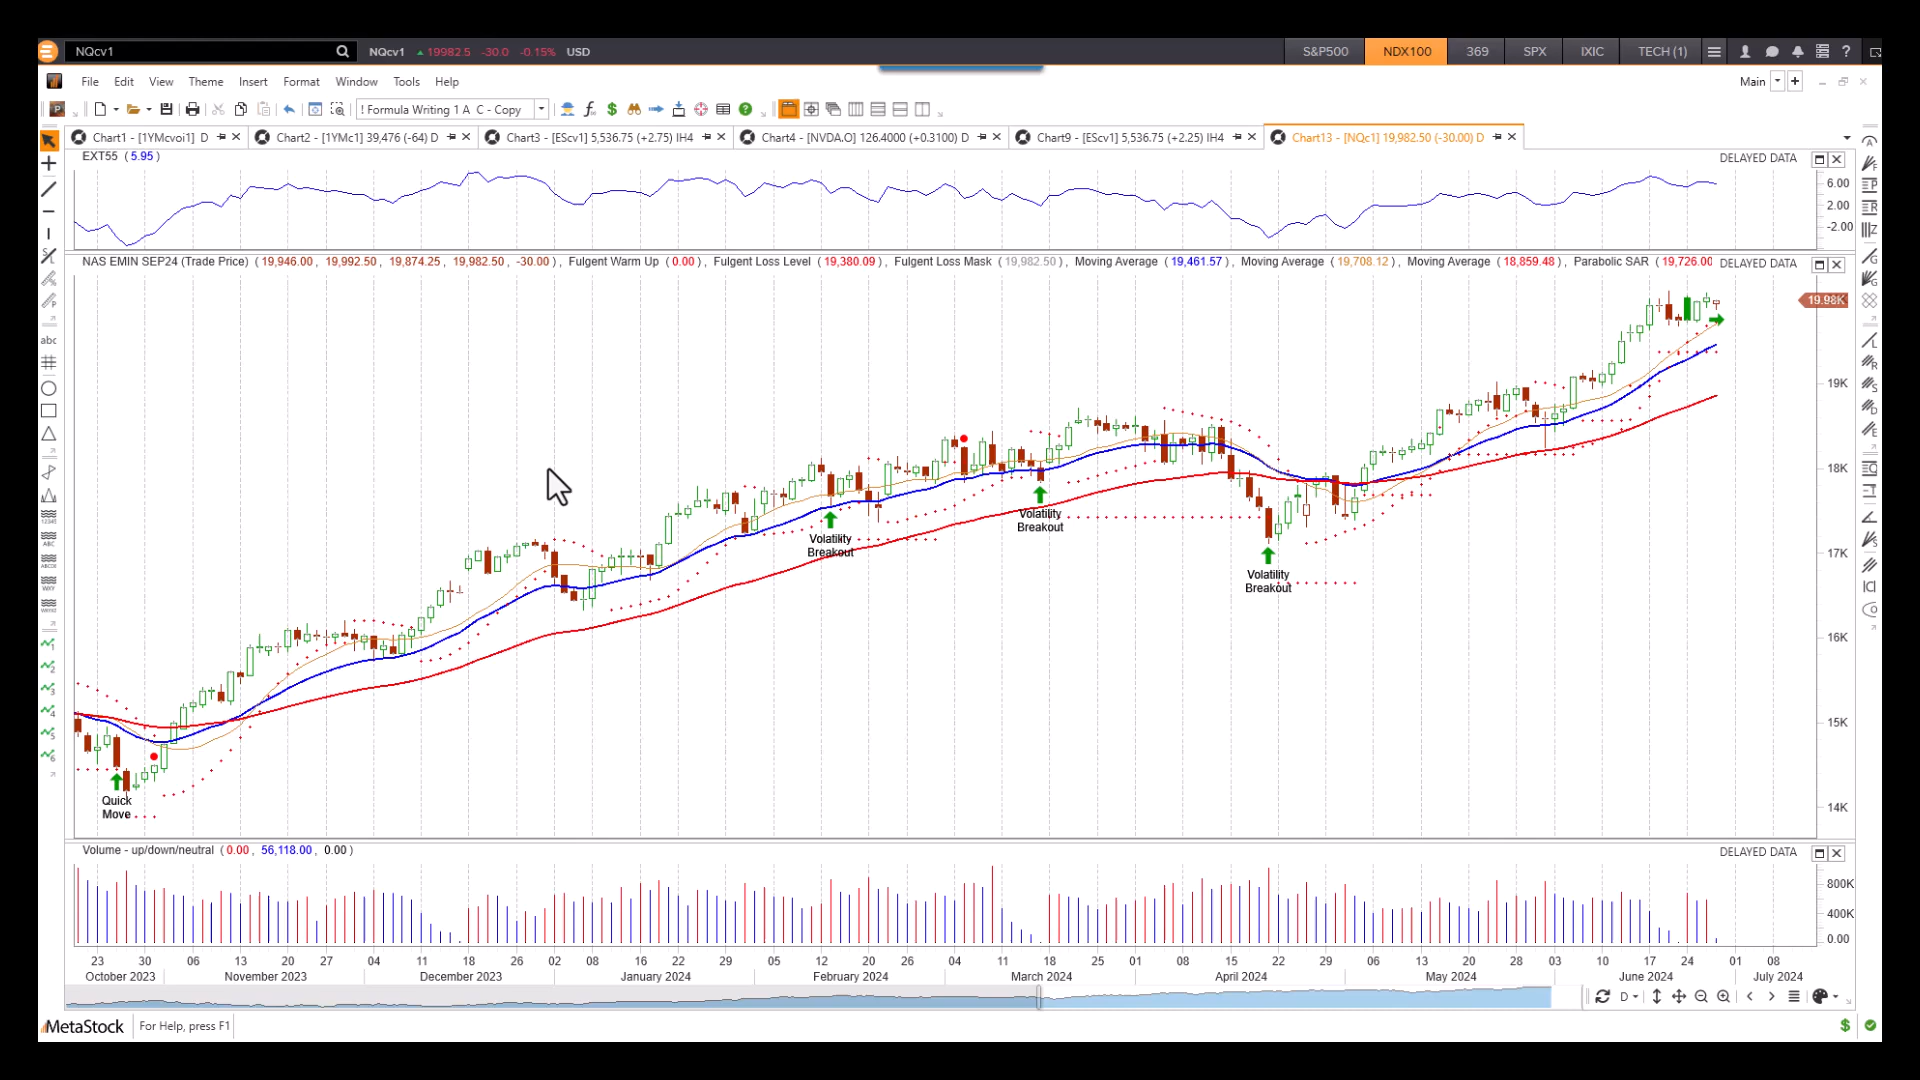 NQcv1 NQcv1 19982.5 -30.0 -0.15% USD S&P500 NDX100 369 SPX IXIC TECH (1)
File Edit View Theme Insert Format Window Tools Help Main
! Formula Writing 1 A C - Copy
Chart1 - [1YMcvoi1] D Chart2 - [1YMc1] 39,476 (-64) D Chart3 - [EScv1] 5,536.75 (+2.75) IH4 Chart4 - [NVDA.O] 126.4000 (+0.3100) D Chart9 - [EScv1] 5,536.75 (+2.25) IH4 Chart13 - [NQc1] 19,982.50 (-30.00) D
EXT55 (5.95) DELAYED DATA
6.00
2.00
-2.00
NAS EMIN SEP24 (Trade Price) (19,946.00, 19,992.50, 19,874.25, 19,982.50, -30.00), Fulgent Warm Up (0.00), Fulgent Loss Level (19,380.09), Fulgent Loss Mask (19,982.50), Moving Average (19,461.57), Moving Average (19,708.12), Moving Average (18,859.48), Parabolic SAR (19,726.00 DELAYED DATA
19.98K
19K
18K
17K
16K
15K
14K
Volatility
Breakout
Volatility
Breakout
Volatility
Breakout
Quick
Move
abc
Volume - up/down/neutral (0.00, 56,118.00, 0.00) DELAYED DATA
800K
400K
0.00
23 30 06 13 20 27 04 11 18 26 02 08 16 22 29 05 12 20 26 04 11 18 25 01 08 15 22 29 06 13 20 28 03 10 17 24 01 08
October 2023 November 2023 December 2023 January 2024 February 2024 March 2024 April 2024 May 2024 June 2024 July 2024
D
MetaStock For Help, press F1